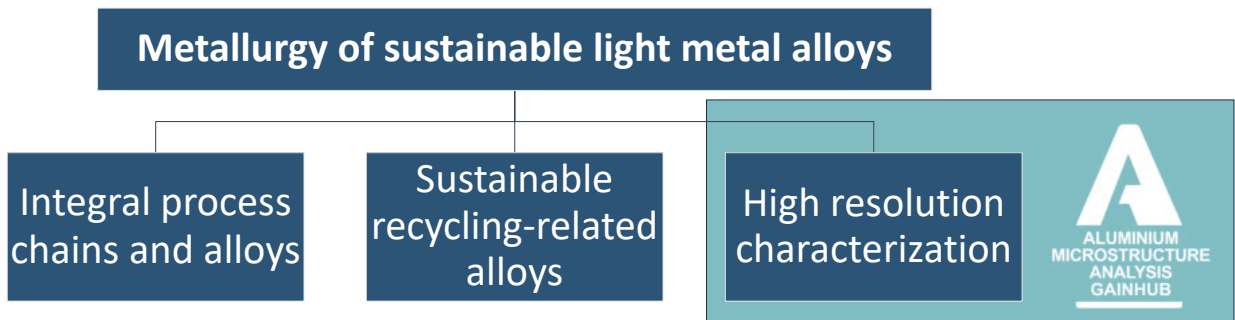 Metallurgy of sustainable light metal alloys
Integral process
chains and alloys
Sustainable
recycling-related
alloys
High resolution
characterization
ALUMINIUM
MICROSTRUCTURE
ANALYSIS
GAINHUB